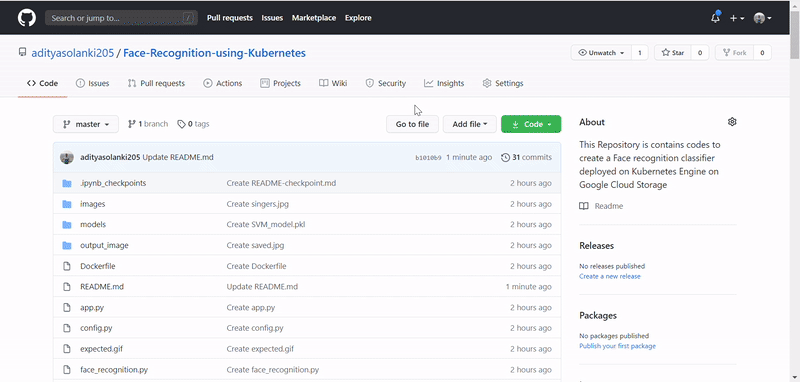 Search or jump to... / Pull requests Issues Marketplace Explore
adityasolanki205 / Face-Recognition-using-Kubernetes Unwatch 1 Star 0 Fork 0
Code Issues Pull requests Actions Projects Wiki Security Insights Settings
master 1 branch 0 tags Go to file Add file Code
adityasolanki205 Update README.md b101069 1 minute ago 31 commits
.ipynb_checkpoints Create README-checkpoint.md 2 hours ago
images Create singers.jpg 2 hours ago
models Create SVM_model.pkl 2 hours ago
output_image Create saved.jpg 2 hours ago
Dockerfile Create Dockerfile 2 hours ago
README.md Update README.md 1 minute ago
app.py Create app.py 2 hours ago
config.py Create config.py 2 hours ago
expected.gif Create expected.gif 2 hours ago
face_recognition.py Create face_recognition.py 2 hours ago
About
This Repository is contains codes to
create a Face recognition classifier
deployed on Kubernetes Engine on
Google Cloud Storage
Readme
Releases
No releases published
Create a new release
Packages
No packages published
Publish your first package